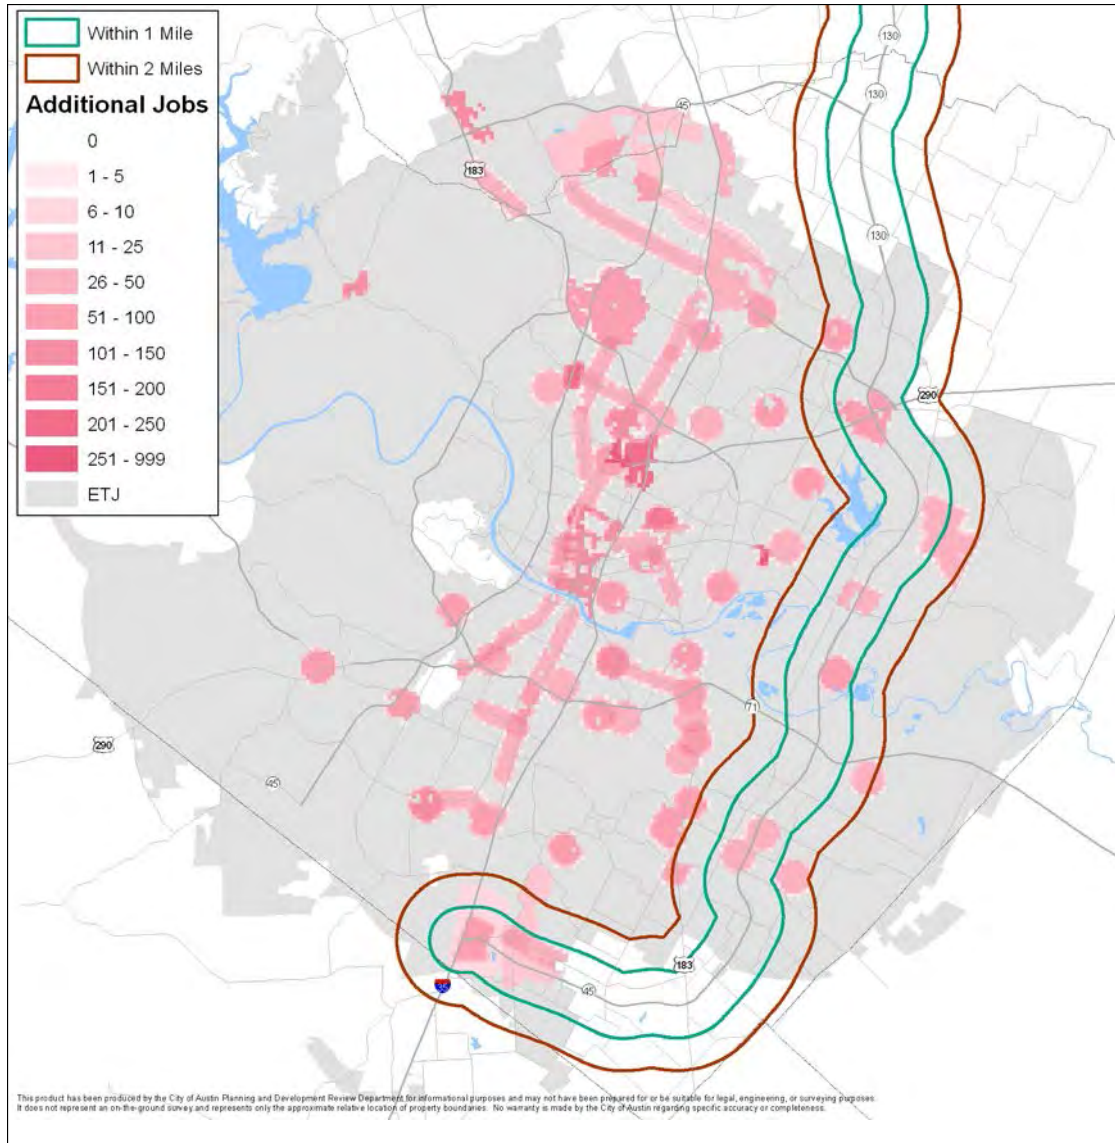 Within 1 Mile
Within 2 Miles
Additional Jobs
0
1 - 5
6 - 10
11 - 25
26 - 50
51 - 100
101 - 150
151 - 200
201 - 250
251 - 999
ETJ
130
130
45
183
130
290
71
290
45
183
35
45
This product has been produced by the City of Austin Planning and Development Review Department for informational purposes and may not have been prepared for or be suitable for legal, engineering, or surveying purposes.
It does not represent an on-the-ground survey and represents only the approximate relative location of property boundaries. No warranty is made by the City of Austin regarding specific accuracy or completeness.